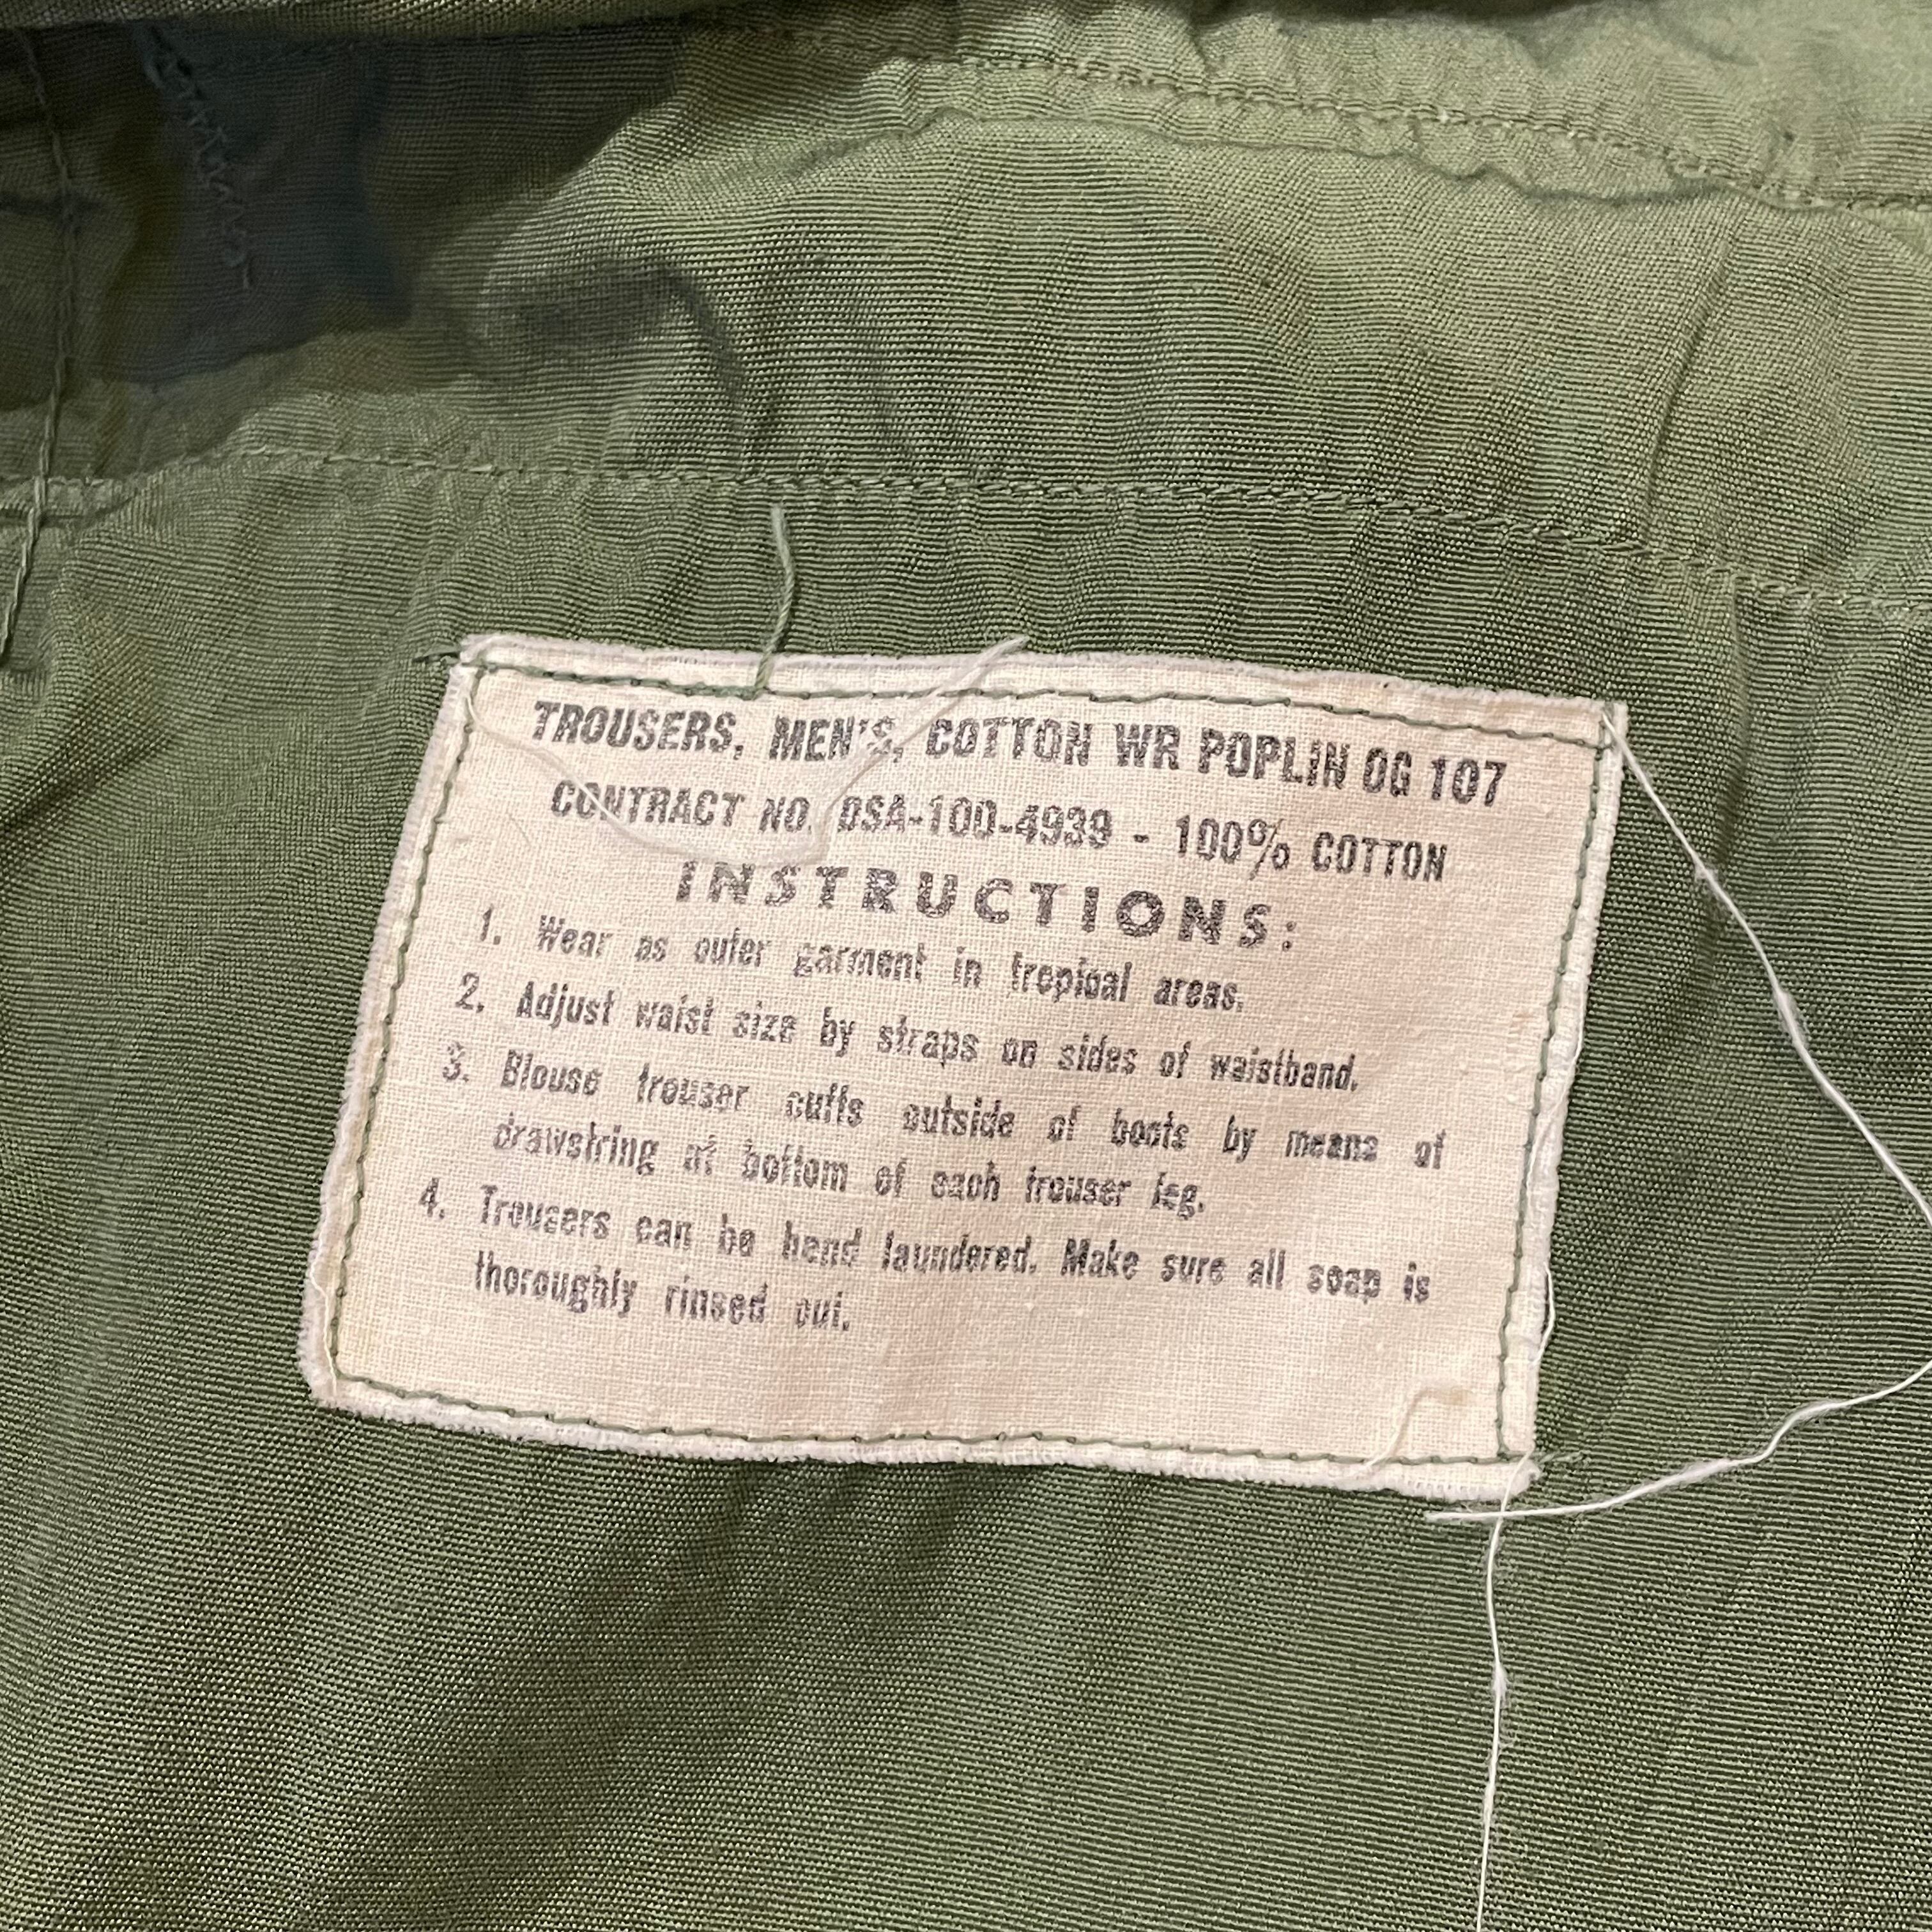 TROUSERS, MEN'S, COTTON WR POPLIN OG 107
CONTRACT NO. DSA-100-4939 - 100% COTTON
INSTRUCTIONS:
1. Wear as outer garment in tropical areas.
2. Adjust waist size by straps on sides of waistband.
3. Blouse trouser cuffs outside of boots by means of
drawstring at bottom of each trouser leg.
4. Trousers can be hand laundered. Make sure all soap is
thoroughly rinsed out.